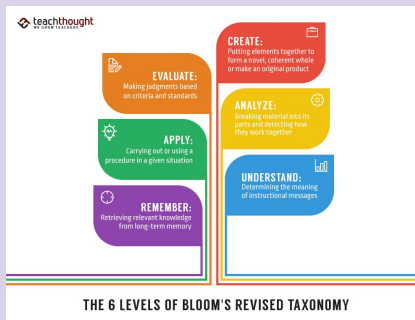 teachthought
WE GROW TEACHERS
CREATE:
Putting elements together to
form a novel, coherent whole
or make an original product
EVALUATE:
Making judgments based
on criteria and standards
ANALYZE:
Breaking material into its
parts and detecting how
they work together
APPLY:
Carrying out or using a
procedure in a given situation
UNDERSTAND:
Determining the meaning
of instructional messages
REMEMBER:
Retrieving relevant knowledge
from long-term memory
THE 6 LEVELS OF BLOOM'S REVISED TAXONOMY